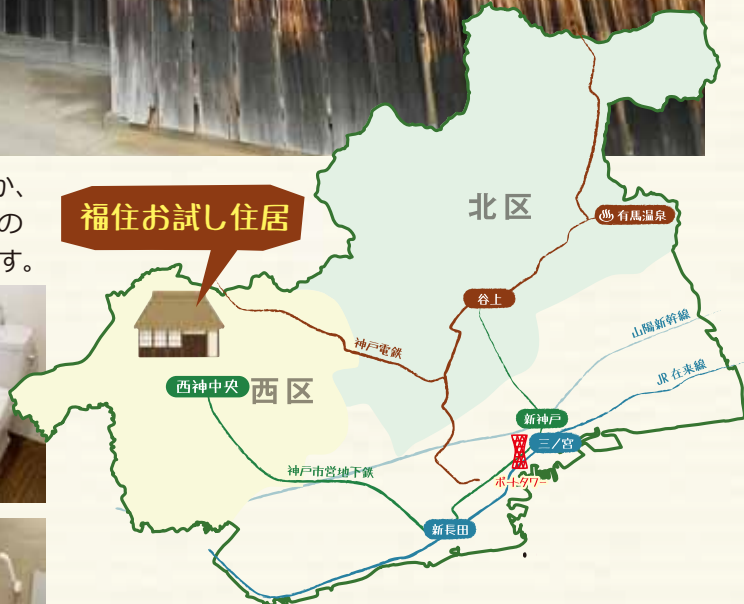 か、
の
す。
福住お試し住居
北区
有馬温泉
谷上
山陽新幹線
神戸電鉄
JR 在来線
西神中央
西区
新神戸
三ノ宮
神戸市営地下鉄
ポートタワー
新長田